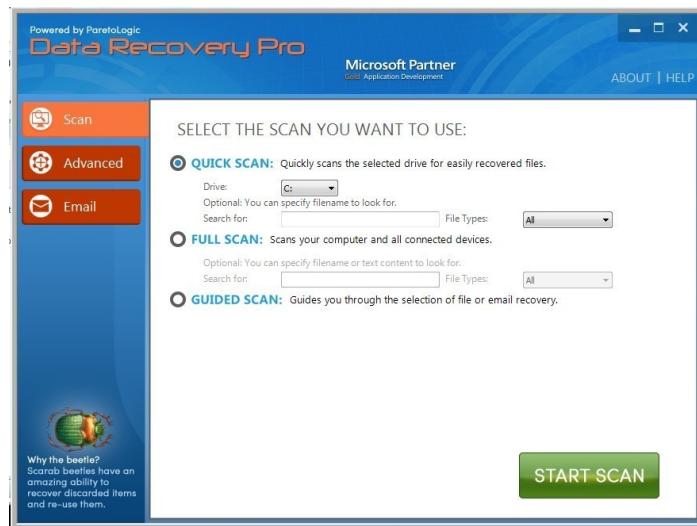 Powered by ParetoLogic
Data Recovery Pro
Microsoft Partner
Gold Application Development
ABOUT | HELP
Scan
Advanced
Email
SELECT THE SCAN YOU WANT TO USE:
QUICK SCAN: Quickly scans the selected drive for easily recovered files.
Drive: C:
Optional: You can specify filename to look for.
Search for: File Types: All
FULL SCAN: Scans your computer and all connected devices.
Optional: You can specify filename or text content to look for.
Search for: File Types: All
GUIDED SCAN: Guides you through the selection of file or email recovery.
Why the beetle?
Scarab beetles have an
amazing ability to
recover discarded items
and re-use them.
START SCAN